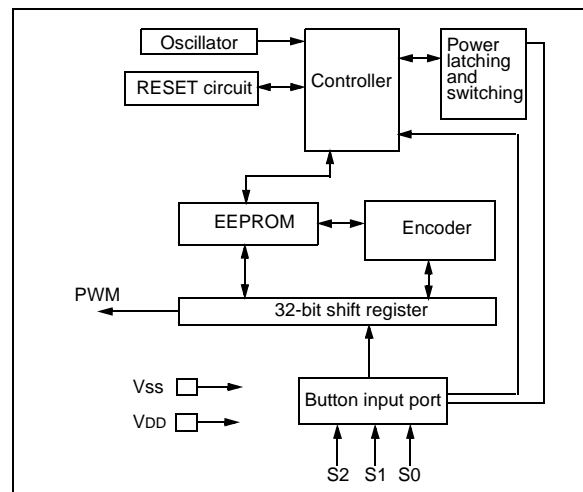 Oscillator
RESET circuit
Controller
Power
latching
and
switching
EEPROM
Encoder
PWM
32-bit shift register
VSS
VDD
Button input port
S2 S1 S0